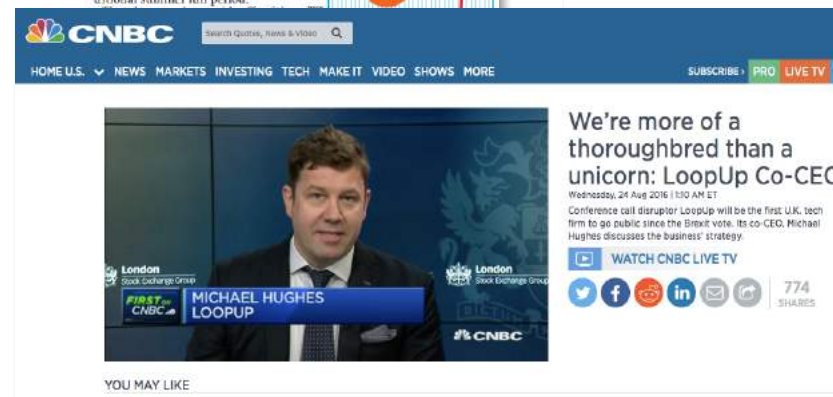 CNBC
Search Quotes, News & Video
HOME U.S. NEWS MARKETS INVESTING TECH MAKE IT VIDEO SHOWS MORE
SUBSCRIBE PRO LIVE TV
We're more of a
thoroughbred than a
unicorn: LoopUp Co-CEO
Wednesday, 24 Aug 2016 | 1:10 AM ET
Conference call disruptor LoopUp will be the first U.K. tech
firm to go public since the Brexit vote. Its co-CEO, Michael
Hughes discusses the business' strategy.
WATCH CNBC LIVE TV
774
SHARES
London
Stock Exchange Group
London
Stock Exchange Group
FIRST ON
CNBC
MICHAEL HUGHES
LOOPUP
CNBC
YOU MAY LIKE